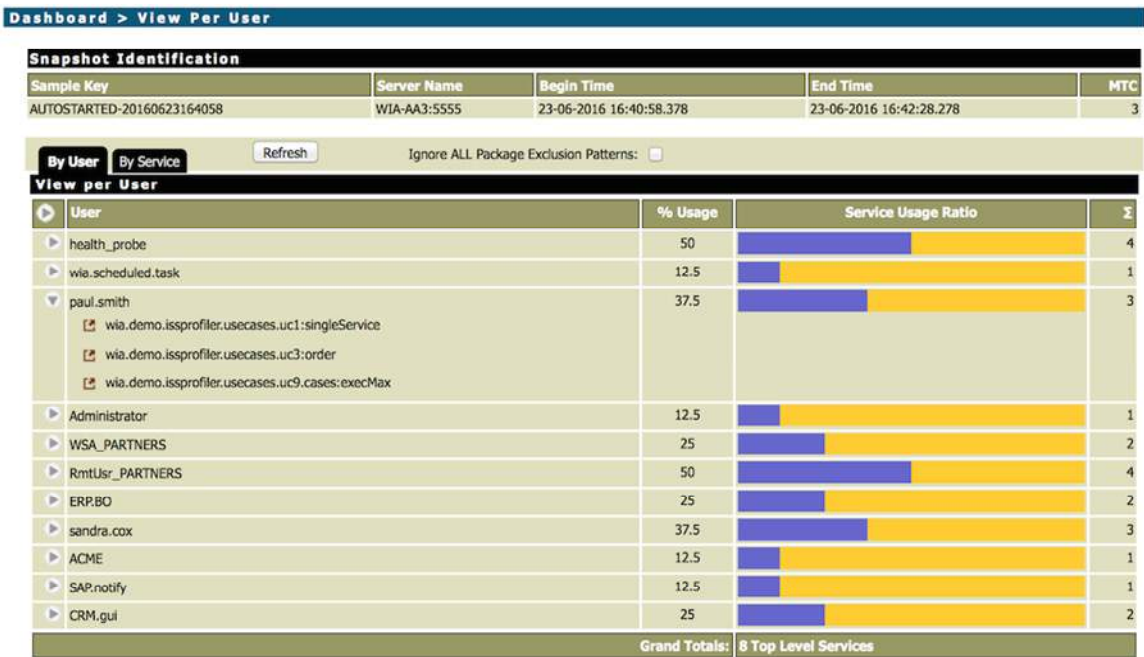 Dashboard > View Per User
Snapshot Identification
Sample Key Server Name Begin Time End Time MTC
AUTOSTARTED-20160623164058 WIA-AA3:5555 23-06-2016 16:40:58.378 23-06-2016 16:42:28.278 3
By User By Service Refresh Ignore ALL Package Exclusion Patterns:
View per User
User % Usage Service Usage Ratio Σ
health_probe 50 4
wia.scheduled.task 12.5 1
paul.smith 37.5 3
wia.demo.issprofiler.usecases.uc1:singleService
wia.demo.issprofiler.usecases.uc3:order
wia.demo.issprofiler.usecases.uc9.cases:execMax
Administrator 12.5 1
WSA_PARTNERS 25 2
RmtUsr_PARTNERS 50 4
ERP.BO 25 2
sandra.cox 37.5 3
ACME 12.5 1
SAP.notify 12.5 1
CRM.gui 25 2
Grand Totals: 8 Top Level Services